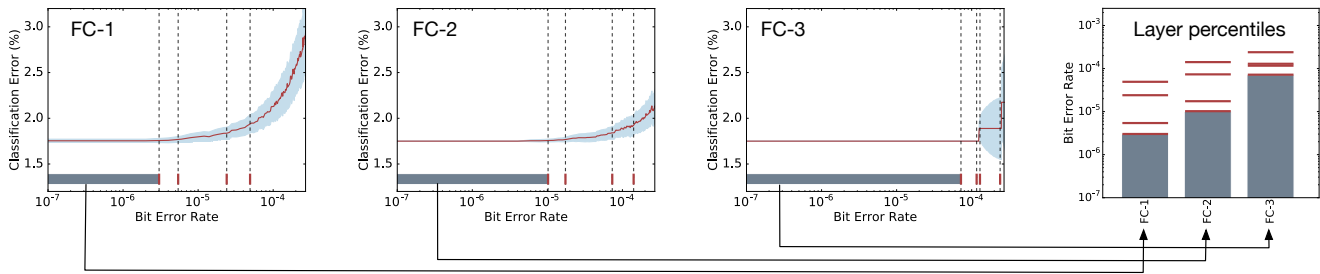 FC-1
Classification Error (%)
3.0
2.5
2.0
1.5
10⁻⁷
10⁻⁶
10⁻⁵
10⁻⁴
Bit Error Rate
FC-2
Classification Error (%)
3.0
2.5
2.0
1.5
10⁻⁷
10⁻⁶
10⁻⁵
10⁻⁴
Bit Error Rate
FC-3
Classification Error (%)
3.0
2.5
2.0
1.5
10⁻⁷
10⁻⁶
10⁻⁵
10⁻⁴
Bit Error Rate
Layer percentiles
Bit Error Rate
10⁻³
10⁻⁴
10⁻⁵
10⁻⁶
10⁻⁷
FC-1
FC-2
FC-3